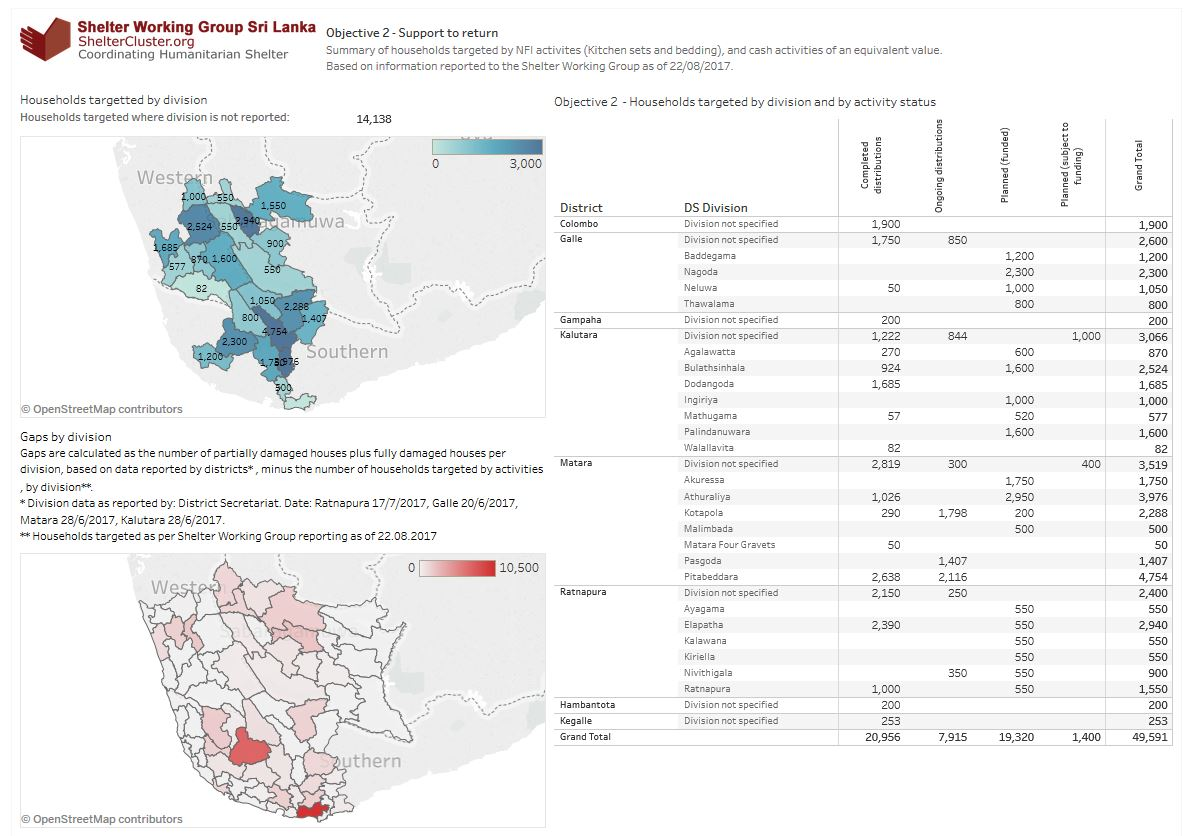 Shelter Working Group Sri Lanka
ShelterCluster.org
Coordinating Humanitarian Shelter
Objective 2 - Support to return
Summary of households targeted by NFI activites (Kitchen sets and bedding), and cash activities of an equivalent value.
Based on information reported to the Shelter Working Group as of 22/08/2017.
Households targetted by division
Households targeted where division is not reported: 14,138
0 3,000
Western
1,000 550 1,550
2,524 550 2,940
900
1,685 870 1,600
577 550
82
1,050 2,288
800 1,407
4,754
2,300
1,200 1,750 3,976
Southern
500
© OpenStreetMap contributors
Gaps by division
Gaps are calculated as the number of partially damaged houses plus fully damaged houses per
division, based on data reported by districts* , minus the number of households targeted by activities
, by division**.
* Division data as reported by: District Secretariat. Date: Ratnapura 17/7/2017, Galle 20/6/2017,
Matara 28/6/2017, Kalutara 28/6/2017.
** Households targeted as per Shelter Working Group reporting as of 22.08.2017
0 10,500
Western
Southern
© OpenStreetMap contributors
Objective 2 - Households targeted by division and by activity status
District DS Division Completed distributions Ongoing distributions Planned (funded) Planned (subject to funding) Grand Total
Colombo Division not specified 1,900 1,900
Galle Division not specified 1,750 850 2,600
Baddegama 1,200 1,200
Nagoda 2,300 2,300
Neluwa 50 1,000 1,050
Thawalama 800 800
Gampaha Division not specified 200 200
Kalutara Division not specified 1,222 844 1,000 3,066
Agalawatta 270 600 870
Bulathsinhala 924 1,600 2,524
Dodangoda 1,685 1,685
Ingiriya 1,000 1,000
Mathugama 57 520 577
Palindanuwara 1,600 1,600
Walallavita 82 82
Matara Division not specified 2,819 300 400 3,519
Akuressa 1,750 1,750
Athuraliya 1,026 2,950 3,976
Kotapola 290 1,798 200 2,288
Malimbada 500 500
Matara Four Gravets 50 50
Pasgoda 1,407 1,407
Pitabeddara 2,638 2,116 4,754
Ratnapura Division not specified 2,150 250 2,400
Ayagama 550 550
Elapatha 2,390 550 2,940
Kalawana 550 550
Kiriella 550 550
Nivithigala 350 550 900
Ratnapura 1,000 550 1,550
Hambantota Division not specified 200 200
Kegalle Division not specified 253 253
Grand Total 20,956 7,915 19,320 1,400 49,591